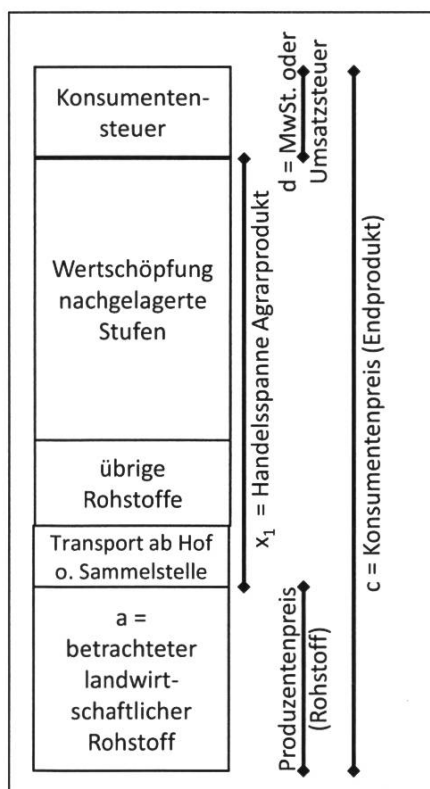 Konsumenten-
steuer
Wertschöpfung
nachgelagerte
Stufen
übrige
Rohstoffe
Transport ab Hof
o. Sammelstelle
a =
betrachteter
landwirt-
schaftlicher
Rohstoff
x1 = Handelsspanne Agrarprodukt
d = MwSt. oder
Umsatzsteuer
Produzentenpreis
(Rohstoff)
c = Konsumentenpreis (Endprodukt)